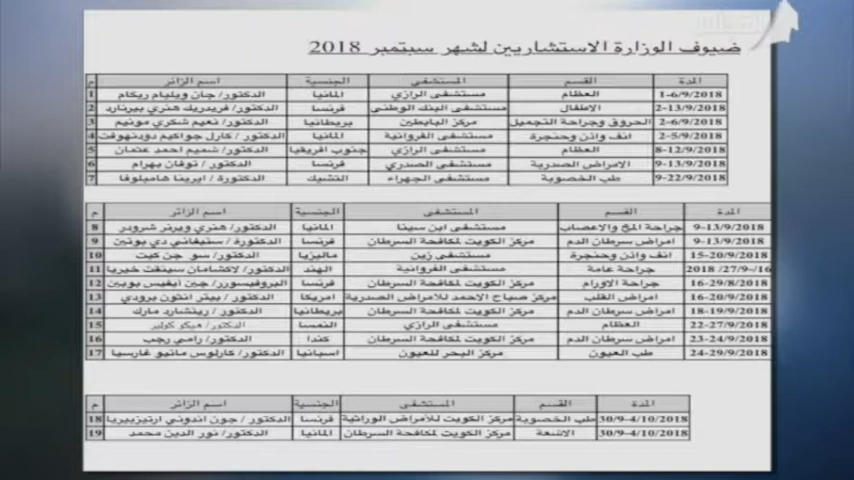 ضيوف الوزارة الاستشاريين لشهر سبتمبر 2018
م اسم الزائر الجنسية المستشفى القسم المدة
1 الدكتور/ جان ويليام ريكام المانيا مستشفى الرازي العظام 1-6/9/2018
2 الدكتور/ فريدريك هنري بيرنارد فرنسا مستشفى البنك الوطني الاطفال 2-13/9/2018
3 الدكتور/ نعيم شكري مونيم بريطانيا مركز البابطين الحروق وجراحة التجميل 2-6/9/2018
4 الدكتور / كارل جواكيم دونهوفت المانيا مستشفى الفروانية انف واذن وحنجرة 2-5/9/2018
5 الدكتور/ شميم احمد عثمان جنوب افريقيا مستشفى الرازي العظام 8-12/9/2018
6 الدكتور / نوفان بهرام فرنسا مستشفى الصدري الامراض الصدرية 9-13/9/2018
7 الدكتورة/ ايرينا هامبلوفا التشيك مستشفى الجهراء طب الخصوبة 9-22/9/2018
م اسم الزائر الجنسية المستشفى القسم المدة
8 الدكتور/ هنري ويرنر شرودر المانيا مستشفى ابن سينا جراحة المخ والاعصاب 9-13/9/2018
9 الدكتورة / ستيفاني دي بوتين فرنسا مركز الكويت لمكافحة السرطان امراض سرطان الدم 9-13/9/2018
10 الدكتور/ سو جن كيت ماليزيا مستشفى زين انف واذن وحنجرة 15-20/9/2018
11 الدكتور/ لاكشامان سينقت خيريا الهند مستشفى الفروانية جراحة عامة 16/-27/9/ 2018
12 البروفيسورر/ جين ايفيس بوبين فرنسا مركز الكويت لمكافحة السرطان جراحة الاورام 16-29/8/2018
13 الدكتور/ بيتر انثون برودي امريكا مركز صباح الاحمد للأمراض الصدرية امراض القلب 16-20/9/2018
14 الدكتور / ريتشارد مارك بريطانيا مركز الكويت لمكافحة السرطان امراض سرطان الدم 18-19/9/2018
15 الدكتور/ هيكو كولير النمسا مستشفى الرازي العظام 22-27/9/2018
16 الدكتور/ رامي رجب كندا مركز الكويت لمكافحة السرطان امراض سرطان الدم 23-24/9/2018
17 الدكتور/ كارلوس مانيو غارسيا اسبانيا مركز البحر للعيون طب العيون 24-29/9/2018
م اسم الزائر الجنسية المستشفى القسم المدة
18 الدكتور / جون اندوني ارتيزبيريا فرنسا مركز الكويت للأمراض الوراثية طب الخصوبة 30/9-4/10/2018
19 الدكتور/ نور الدين محمد المانيا مركز الكويت لمكافحة السرطان الاشعة 30/9-4/10/2018